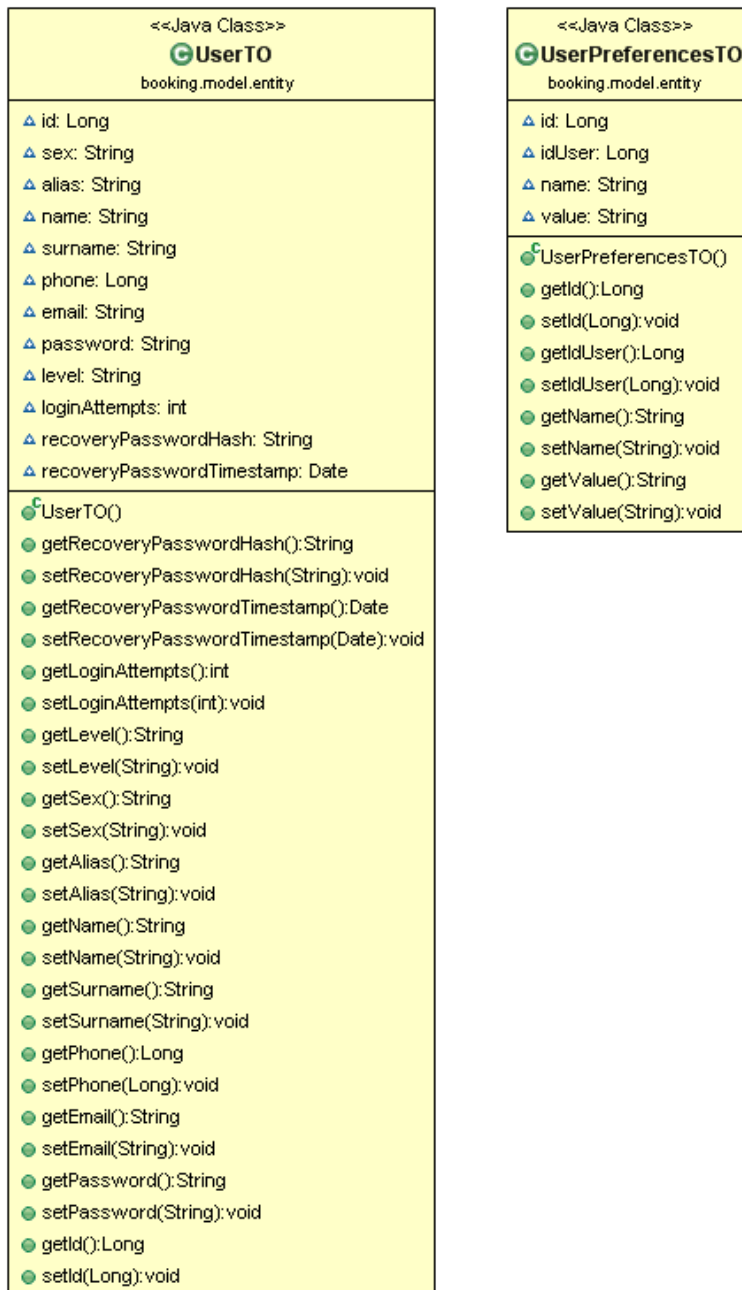 <<Java Class>>
UserTO
booking.model.entity
id: Long
sex: String
alias: String
name: String
surname: String
phone: Long
email: String
password: String
level: String
loginAttempts: int
recoveryPasswordHash: String
recoveryPasswordTimestamp: Date
UserTO()
getRecoveryPasswordHash():String
setRecoveryPasswordHash(String):void
getRecoveryPasswordTimestamp():Date
setRecoveryPasswordTimestamp(Date):void
getLoginAttempts():int
setLoginAttempts(int):void
getLevel():String
setLevel(String):void
getSex():String
setSex(String):void
getAlias():String
setAlias(String):void
getName():String
setName(String):void
getSurname():String
setSurname(String):void
getPhone():Long
setPhone(Long):void
getEmail():String
setEmail(String):void
getPassword():String
setPassword(String):void
getId():Long
setId(Long):void
<<Java Class>>
UserPreferencesTO
booking.model.entity
id: Long
idUser: Long
name: String
value: String
UserPreferencesTO()
getId():Long
setId(Long):void
getIdUser():Long
setIdUser(Long):void
getName():String
setName(String):void
getValue():String
setValue(String):void